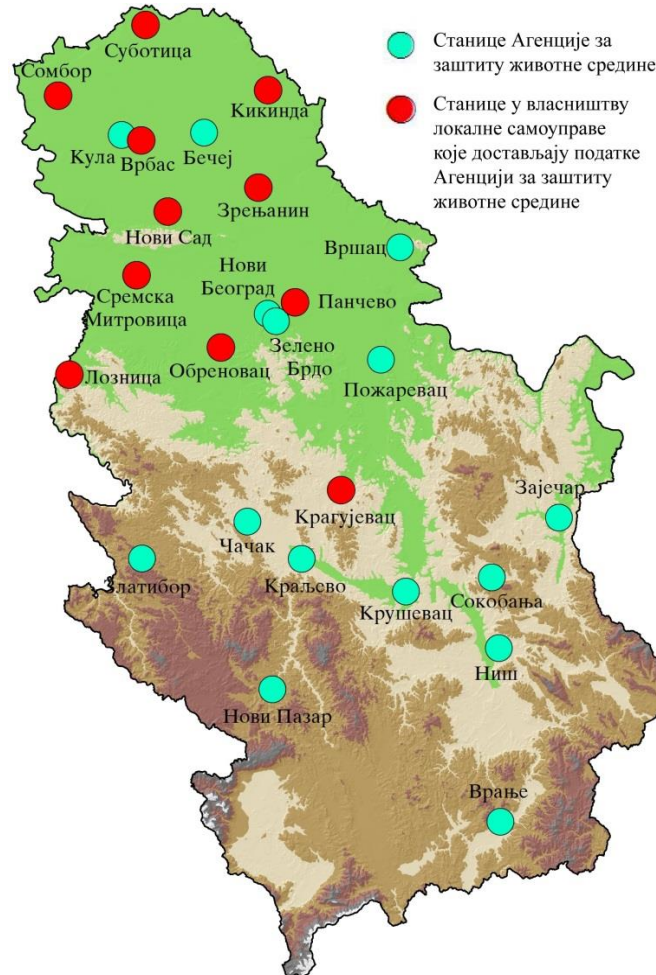 Суботица
Станице Агенције за
заштиту животне средине
Сомбор
Кикинда
Станице у власништву
локалне самоуправе
које достављају податке
Агенцији за заштиту
животне средине
Кула
Врбас
Бечеј
Зрењанин
Нови Сад
Вршац
Нови
Београд
Сремска
Митровица
Панчево
Зелено
Брдо
Обреновац
Лозница
Пожаревац
Крагујевац
Зајечар
Чачак
Златибор
Краљево
Крушевац
Сокобања
Ниш
Нови Пазар
Врање